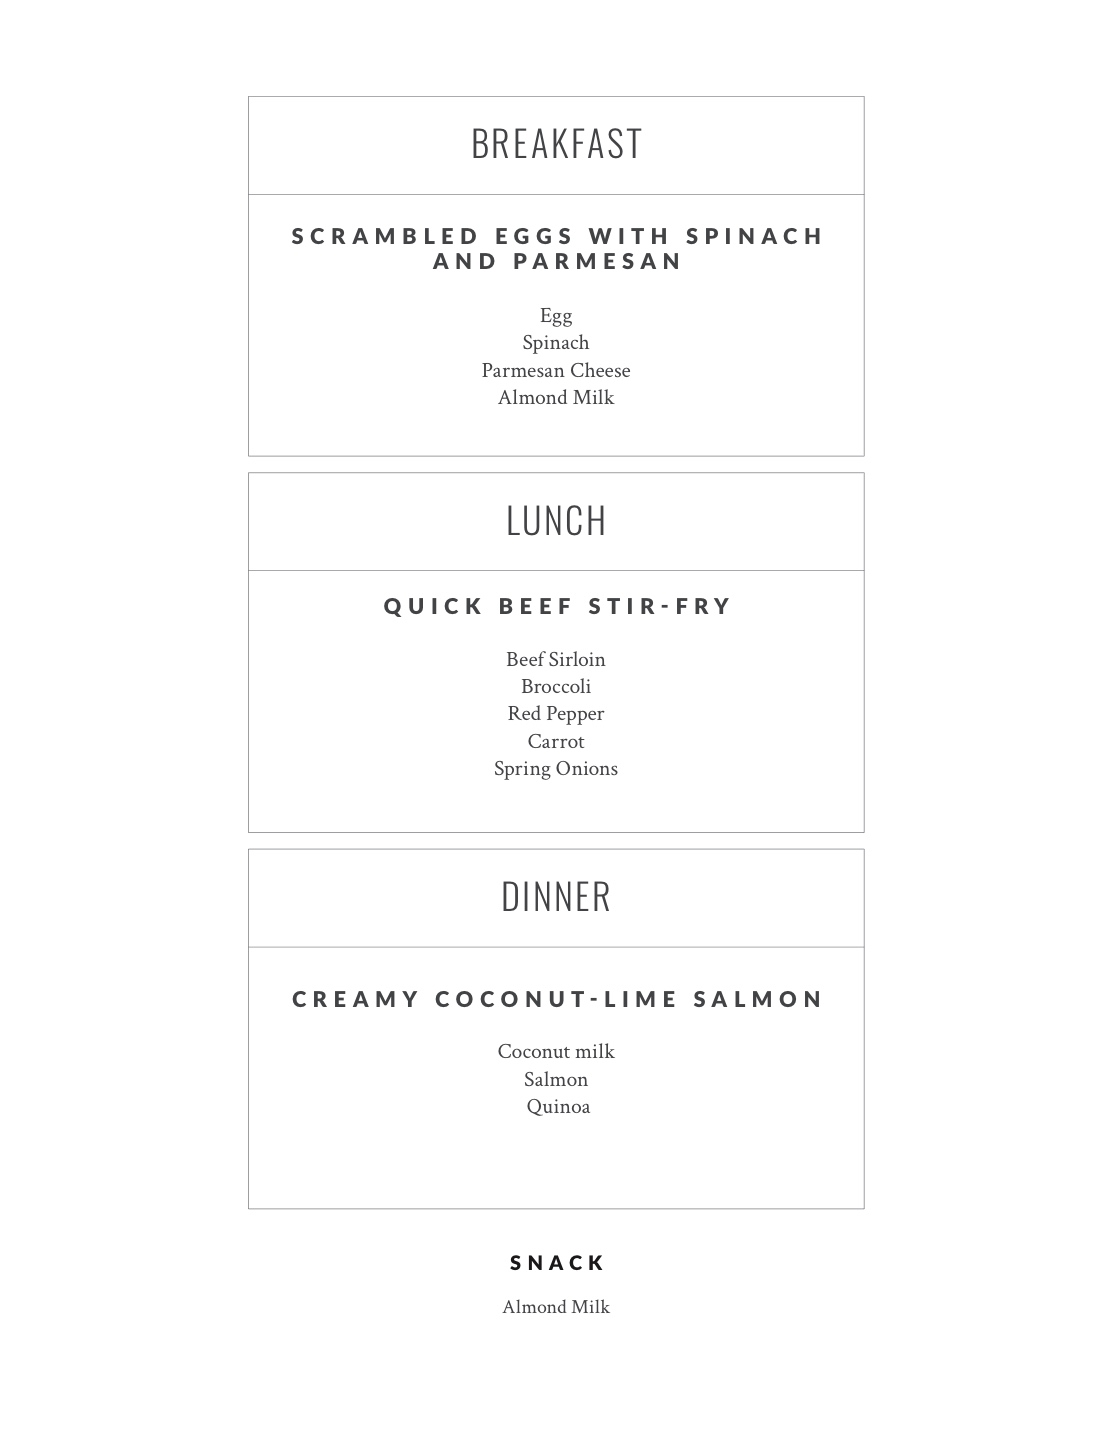 BREAKFAST
SCRAMBLED EGGS WITH SPINACH
AND PARMESAN
Egg
Spinach
Parmesan Cheese
Almond Milk
LUNCH
QUICK BEEF STIR-FRY
Beef Sirloin
Broccoli
Red Pepper
Carrot
Spring Onions
DINNER
CREAMY COCONUT-LIME SALMON
Coconut milk
Salmon
Quinoa
SNACK
Almond Milk